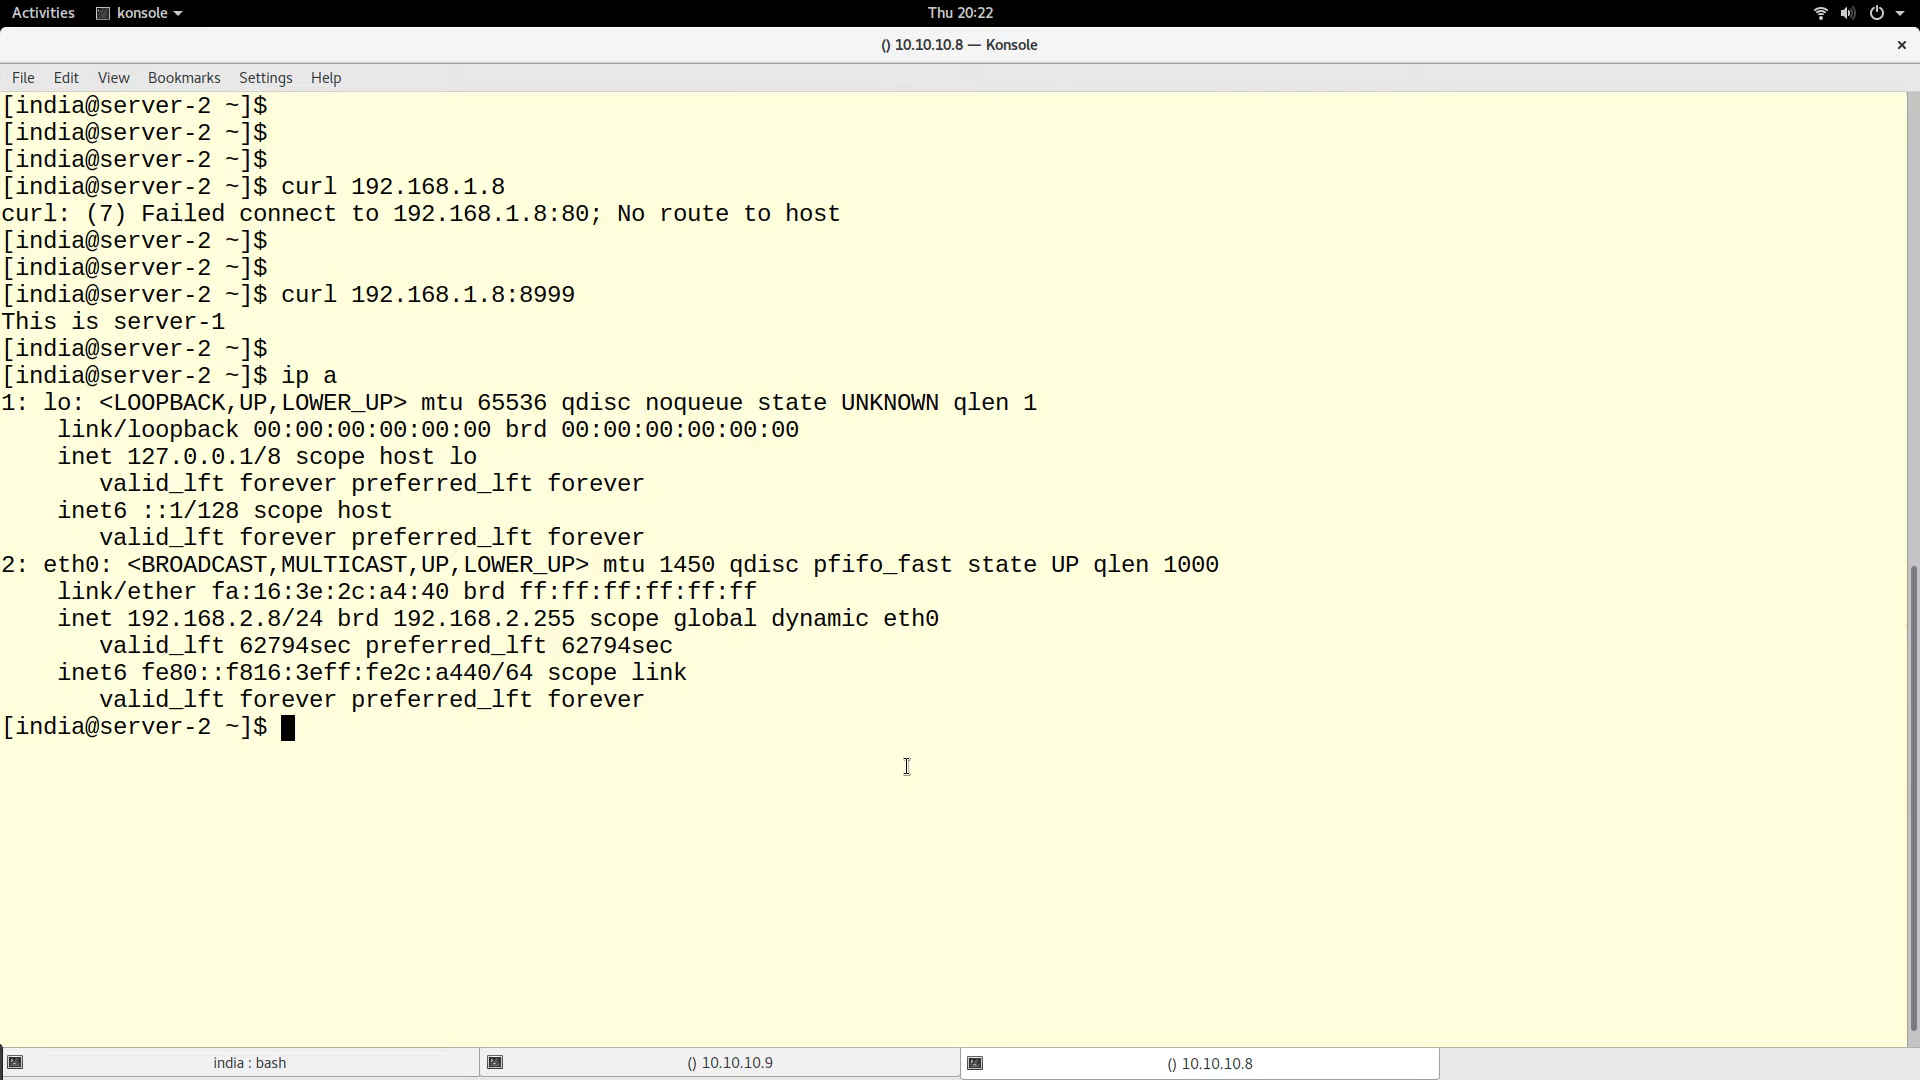 Activities konsole Thu 20:22
() 10.10.10.8 — Konsole
File Edit View Bookmarks Settings Help
[india@server-2 ~]$
[india@server-2 ~]$
[india@server-2 ~]$
[india@server-2 ~]$ curl 192.168.1.8
curl: (7) Failed connect to 192.168.1.8:80; No route to host
[india@server-2 ~]$
[india@server-2 ~]$
[india@server-2 ~]$ curl 192.168.1.8:8999
This is server-1
[india@server-2 ~]$
[india@server-2 ~]$ ip a
1: lo: <LOOPBACK,UP,LOWER_UP> mtu 65536 qdisc noqueue state UNKNOWN qlen 1
    link/loopback 00:00:00:00:00:00 brd 00:00:00:00:00:00
    inet 127.0.0.1/8 scope host lo
       valid_lft forever preferred_lft forever
    inet6 ::1/128 scope host
       valid_lft forever preferred_lft forever
2: eth0: <BROADCAST,MULTICAST,UP,LOWER_UP> mtu 1450 qdisc pfifo_fast state UP qlen 1000
    link/ether fa:16:3e:2c:a4:40 brd ff:ff:ff:ff:ff:ff
    inet 192.168.2.8/24 brd 192.168.2.255 scope global dynamic eth0
       valid_lft 62794sec preferred_lft 62794sec
    inet6 fe80::f816:3eff:fe2c:a440/64 scope link
       valid_lft forever preferred_lft forever
[india@server-2 ~]$
india : bash () 10.10.10.9 () 10.10.10.8